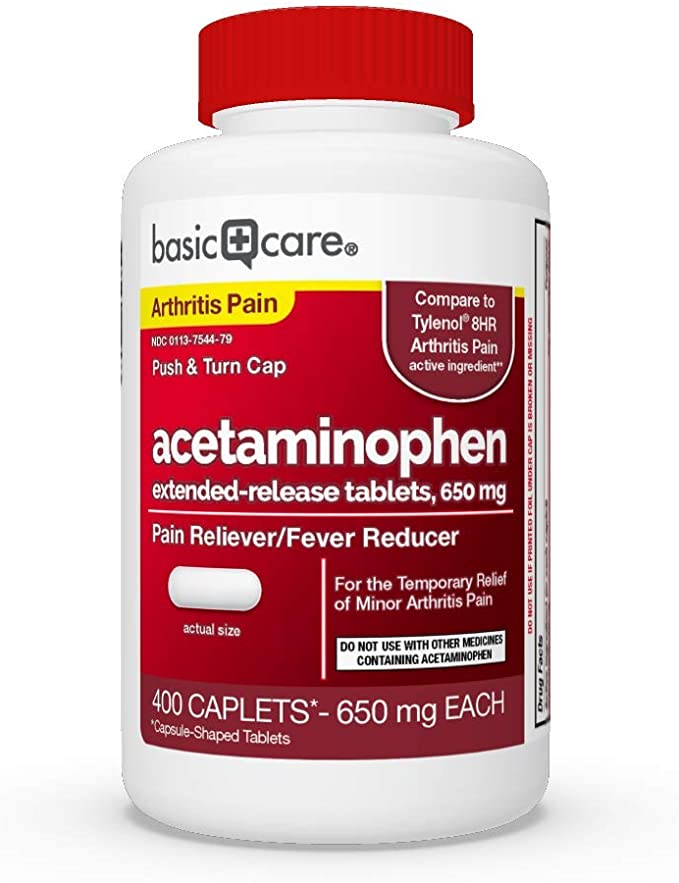 basic care®
Arthritis Pain
NDC 0113-7544-79
Push & Turn Cap
Compare to
Tylenol® 8HR
Arthritis Pain
active ingredient**
acetaminophen
extended-release tablets, 650 mg
Pain Reliever/Fever Reducer
actual size
For the Temporary Relief
of Minor Arthritis Pain
DO NOT USE WITH OTHER MEDICINES
CONTAINING ACETAMINOPHEN
400 CAPLETS*- 650 mg EACH
*Capsule-Shaped Tablets
DO NOT USE IF PRINTED FOIL UNDER CAP IS BROKEN OR MISSING
Drug Facts